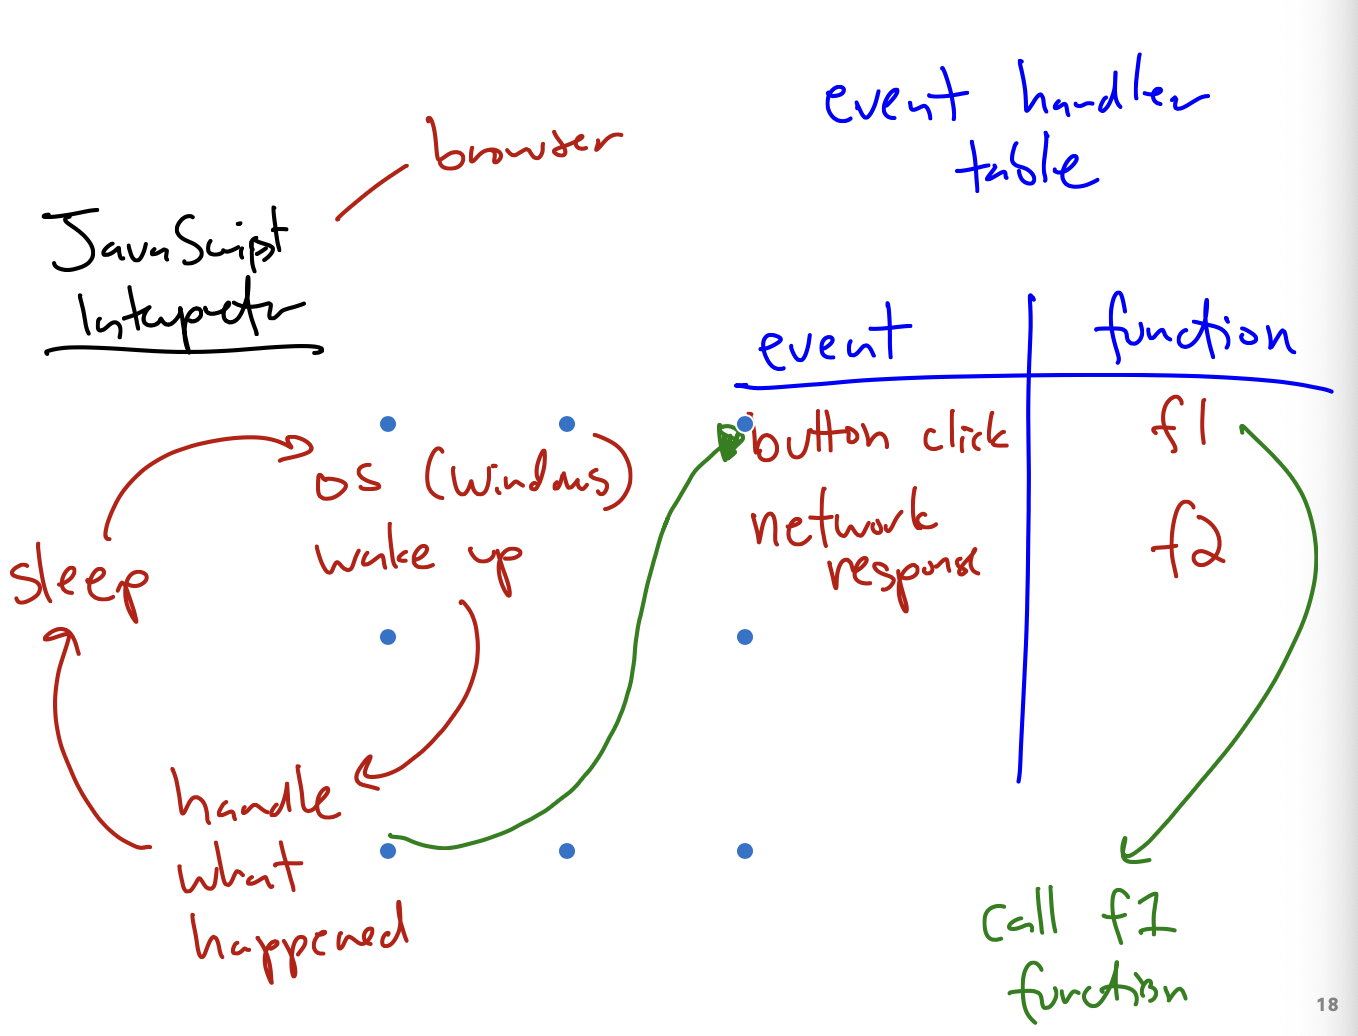 browser
event handler
table
JavaScript
Interpreter
event function
button click f1
os (Windows)
wake up
network
response f2
sleep
handle
what
happened
call f1
function
18